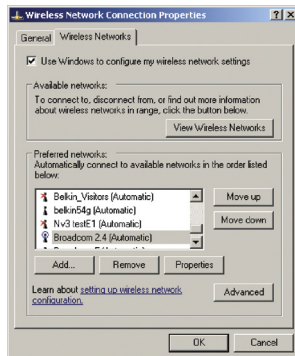 Wireless Network Connection Properties
General
Wireless Networks
Use Windows to configure my wireless network settings
Available networks:
To connect to, disconnect from, or find out more information
about wireless networks in range, click the button below.
View Wireless Networks
Preferred networks:
Automatically connect to available networks in the order listed
below:
Belkin_Visitors (Automatic)
belkin54g (Automatic)
Nv3 testE1 (Automatic)
Broadcom 2.4 (Automatic)
Move up
Move down
Add...
Remove
Properties
Learn about setting up wireless network
configuration.
Advanced
OK
Cancel